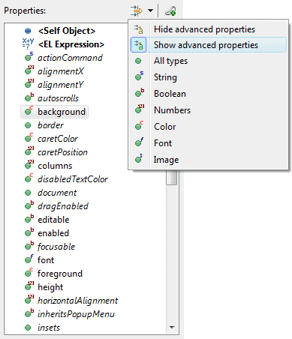 Properties:
<Self Object>
<EL Expression>
actionCommand
alignmentX
alignmentY
autoscrolls
background
border
caretColor
caretPosition
columns
disabledTextColor
document
dragEnabled
editable
enabled
focusable
font
foreground
height
horizontalAlignment
inheritsPopupMenu
insets
Hide advanced properties
Show advanced properties
All types
String
Boolean
Numbers
Color
Font
Image